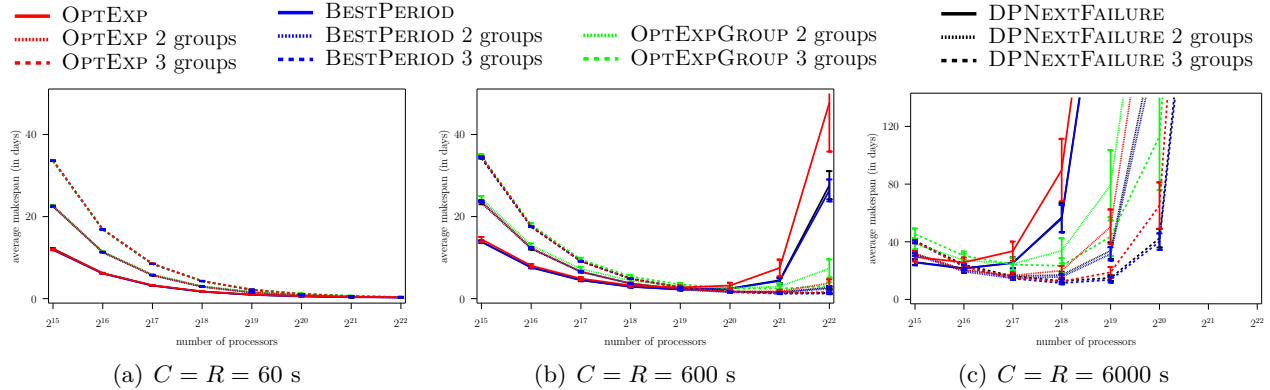 OPTEXP
OPTEXP 2 groups
OPTEXP 3 groups
BESTPERIOD
BESTPERIOD 2 groups
BESTPERIOD 3 groups
OPTEXPGROUP 2
OPTEXPGROUP 3
DPNEXTFAILURE
DPNEXTFAILURE 2 groups
DPNEXTFAILURE 3 groups
average makespan (in days)
40
20
0
2^15 2^16 2^17 2^18 2^19 2^20 2^21 2^22
number of processors
(a) C = R = 60 s
average makespan (in days)
40
20
0
2^15 2^16 2^17 2^18 2^19 2^20 2^21 2^22
number of processors
(b) C = R = 600 s
average makespan (in days)
120
80
40
0
2^15 2^16 2^17 2^18 2^19 2^20 2^21 2^22
number of processors
(c) C = R = 6000 s